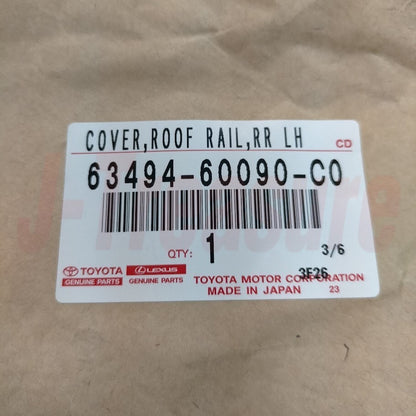 COVER,ROOF RAIL,RR LH
CD
63494-60090-C0
QTY: 1
3/6
3F26
TOYOTA
GENUINE PARTS
LEXUS
GENUINE PARTS
TOYOTA MOTOR CORPORATION
MADE IN JAPAN 23